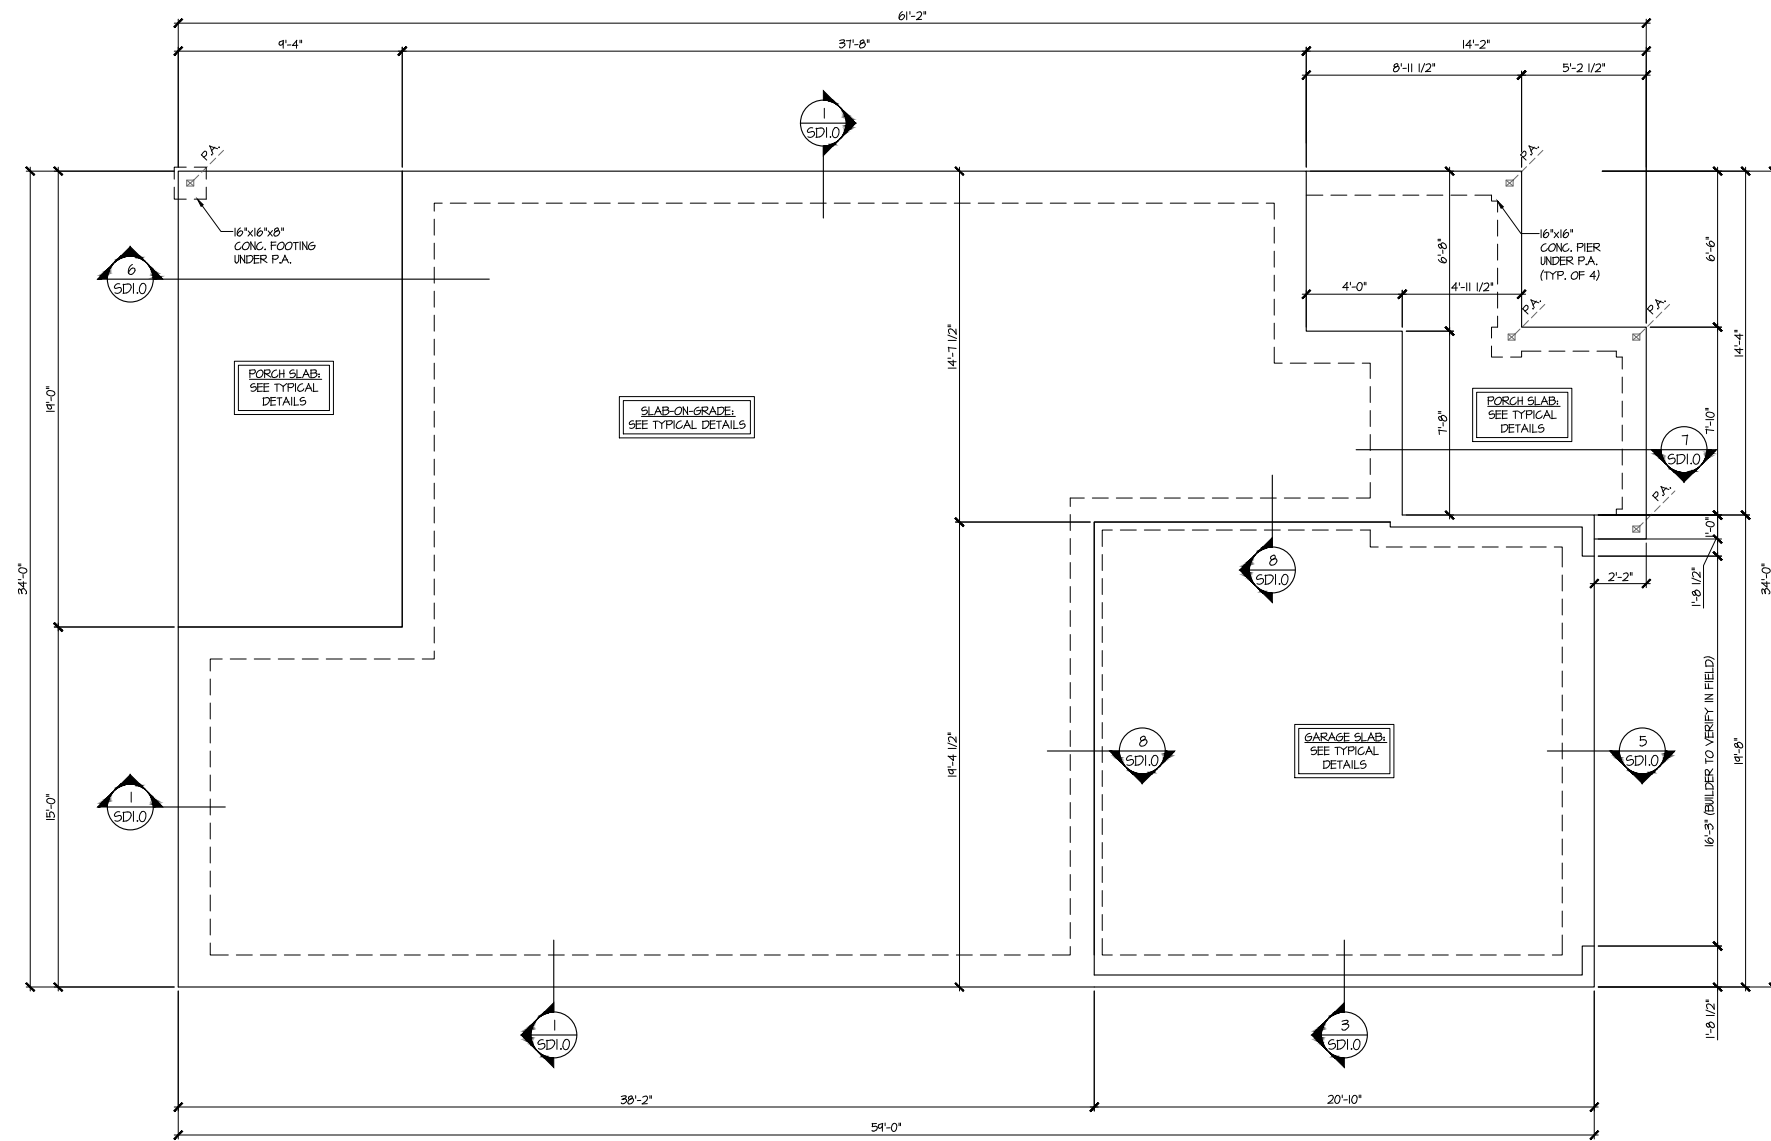 61'-2"
9'-4"
37'-8"
14'-2"
8'-11 1/2"
5'-2 1/2"
1
SD1.0
P.A.
P.A.
16"x16"x8"
CONC. FOOTING
UNDER P.A.
16"x16"
CONC. PIER
UNDER P.A.
(TYP. OF 4)
6'-8"
6'-6"
6
SD1.0
4'-0"
4'-11 1/2"
P.A.
P.A.
14'-7 1/2"
14'-4"
PORCH SLAB:
SEE TYPICAL
DETAILS
19'-0"
SLAB-ON-GRADE:
SEE TYPICAL DETAILS
PORCH SLAB:
SEE TYPICAL
DETAILS
7'-8"
7'-10"
7
SD1.0
P.A.
1'-0"
8
SD1.0
2'-2"
1'-8 1/2"
34'-0"
34'-0"
15'-0"
1
SD1.0
19'-4 1/2"
8
SD1.0
GARAGE SLAB:
SEE TYPICAL
DETAILS
5
SD1.0
16'-3" (BUILDER TO VERIFY IN FIELD)
19'-8"
1'-8 1/2"
1
SD1.0
3
SD1.0
38'-2"
20'-10"
59'-0"